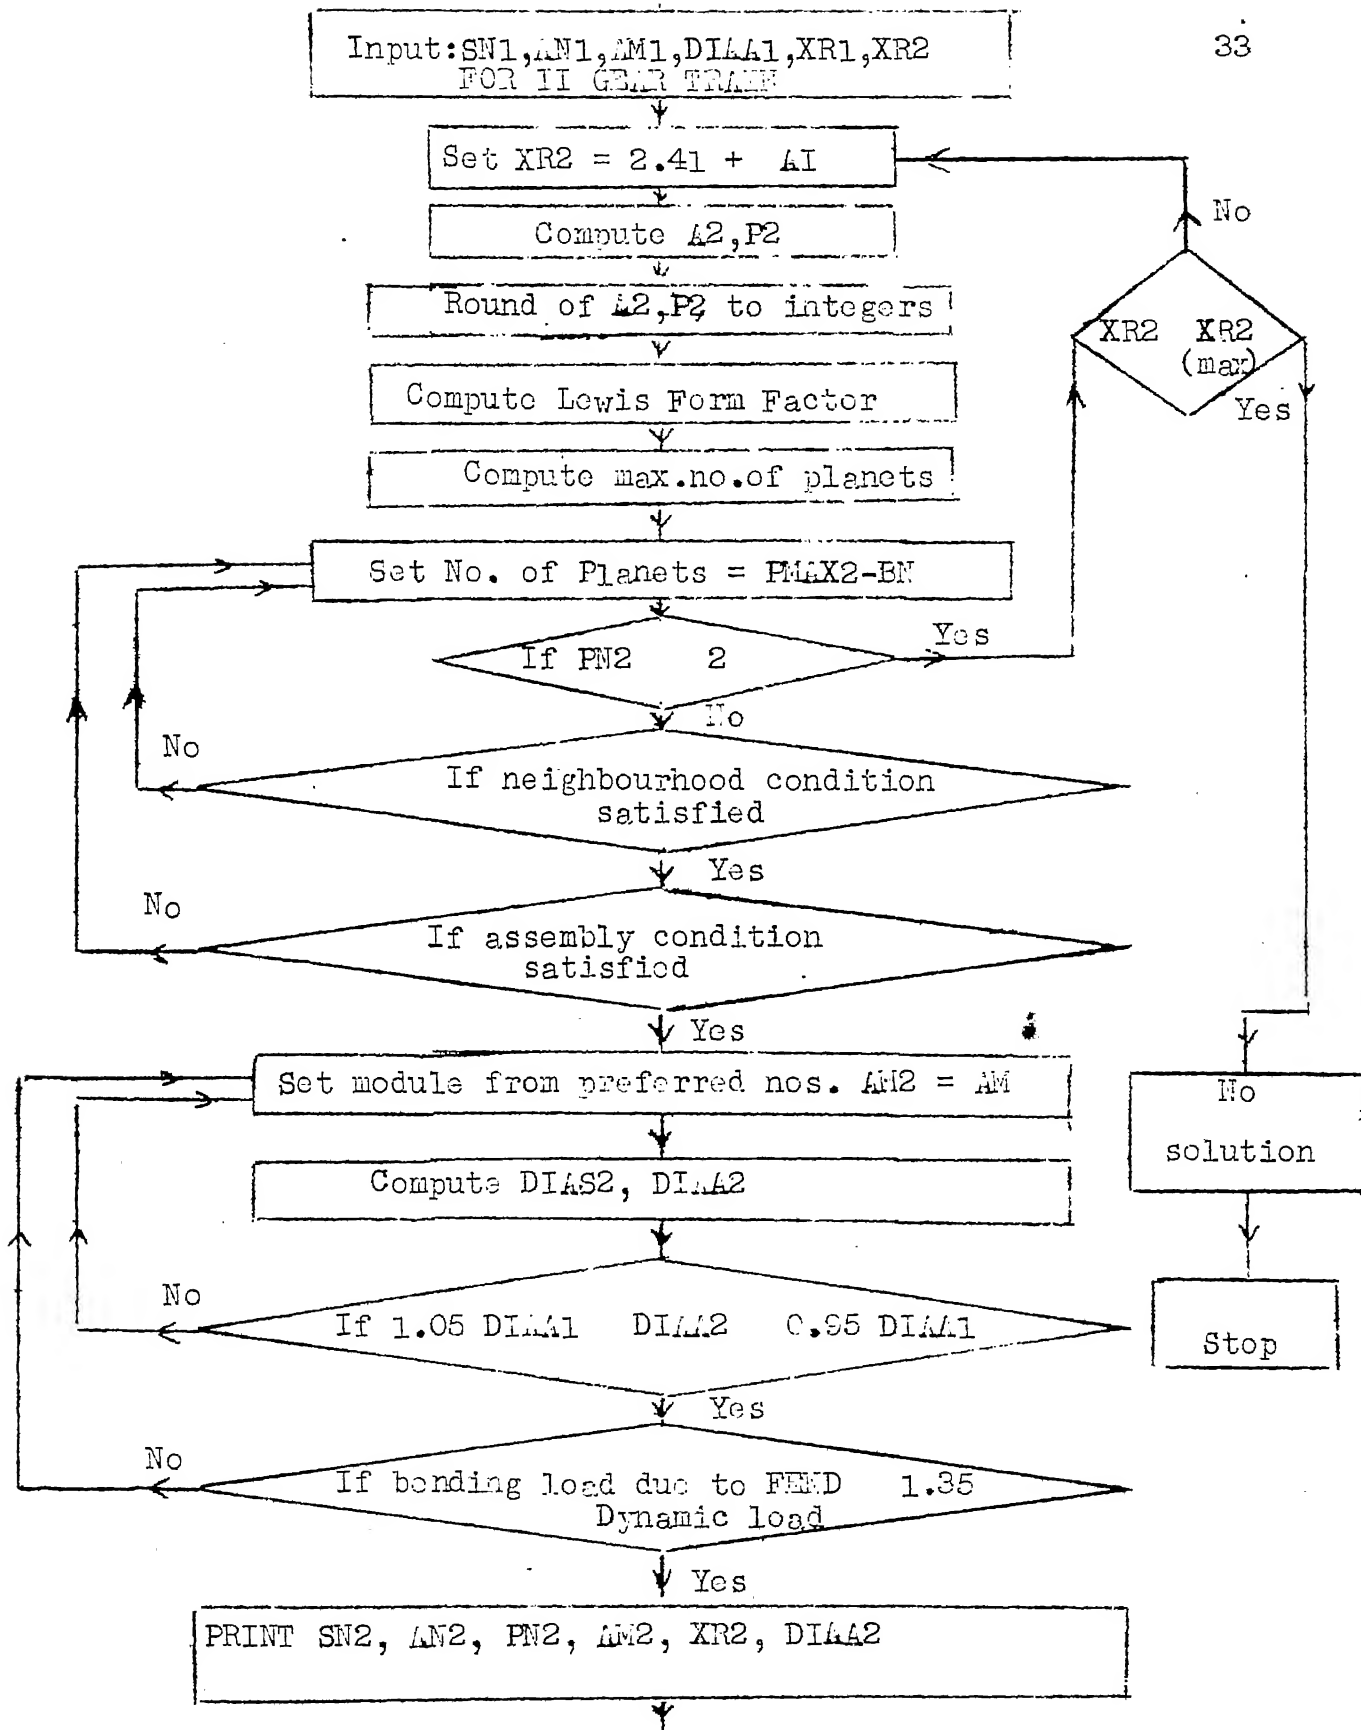 33
Input:SN1,AN1,AM1,DIAA1,XR1,XR2
FOR II GEAR TRAIN
Set XR2 = 2.41 + AI
Compute A2,P2
Round of A2,P2 to integers
Compute Lewis Form Factor
Compute max.no.of planets
Set No. of Planets = PMAX2-BN
If PN2 2
Yes
No
XR2 XR2
(max)
No
Yes
If neighbourhood condition
satisfied
No
Yes
If assembly condition
satisfied
No
Yes
Set module from preferred nos. AM2 = AM
Compute DIAS2, DIAA2
If 1.05 DIAA1 DIAA2 0.95 DIAA1
No
Yes
If bending load due to FEND 1.35
Dynamic load
No
Yes
PRINT SN2, AN2, PN2, AM2, XR2, DIAA2
No
solution
Stop